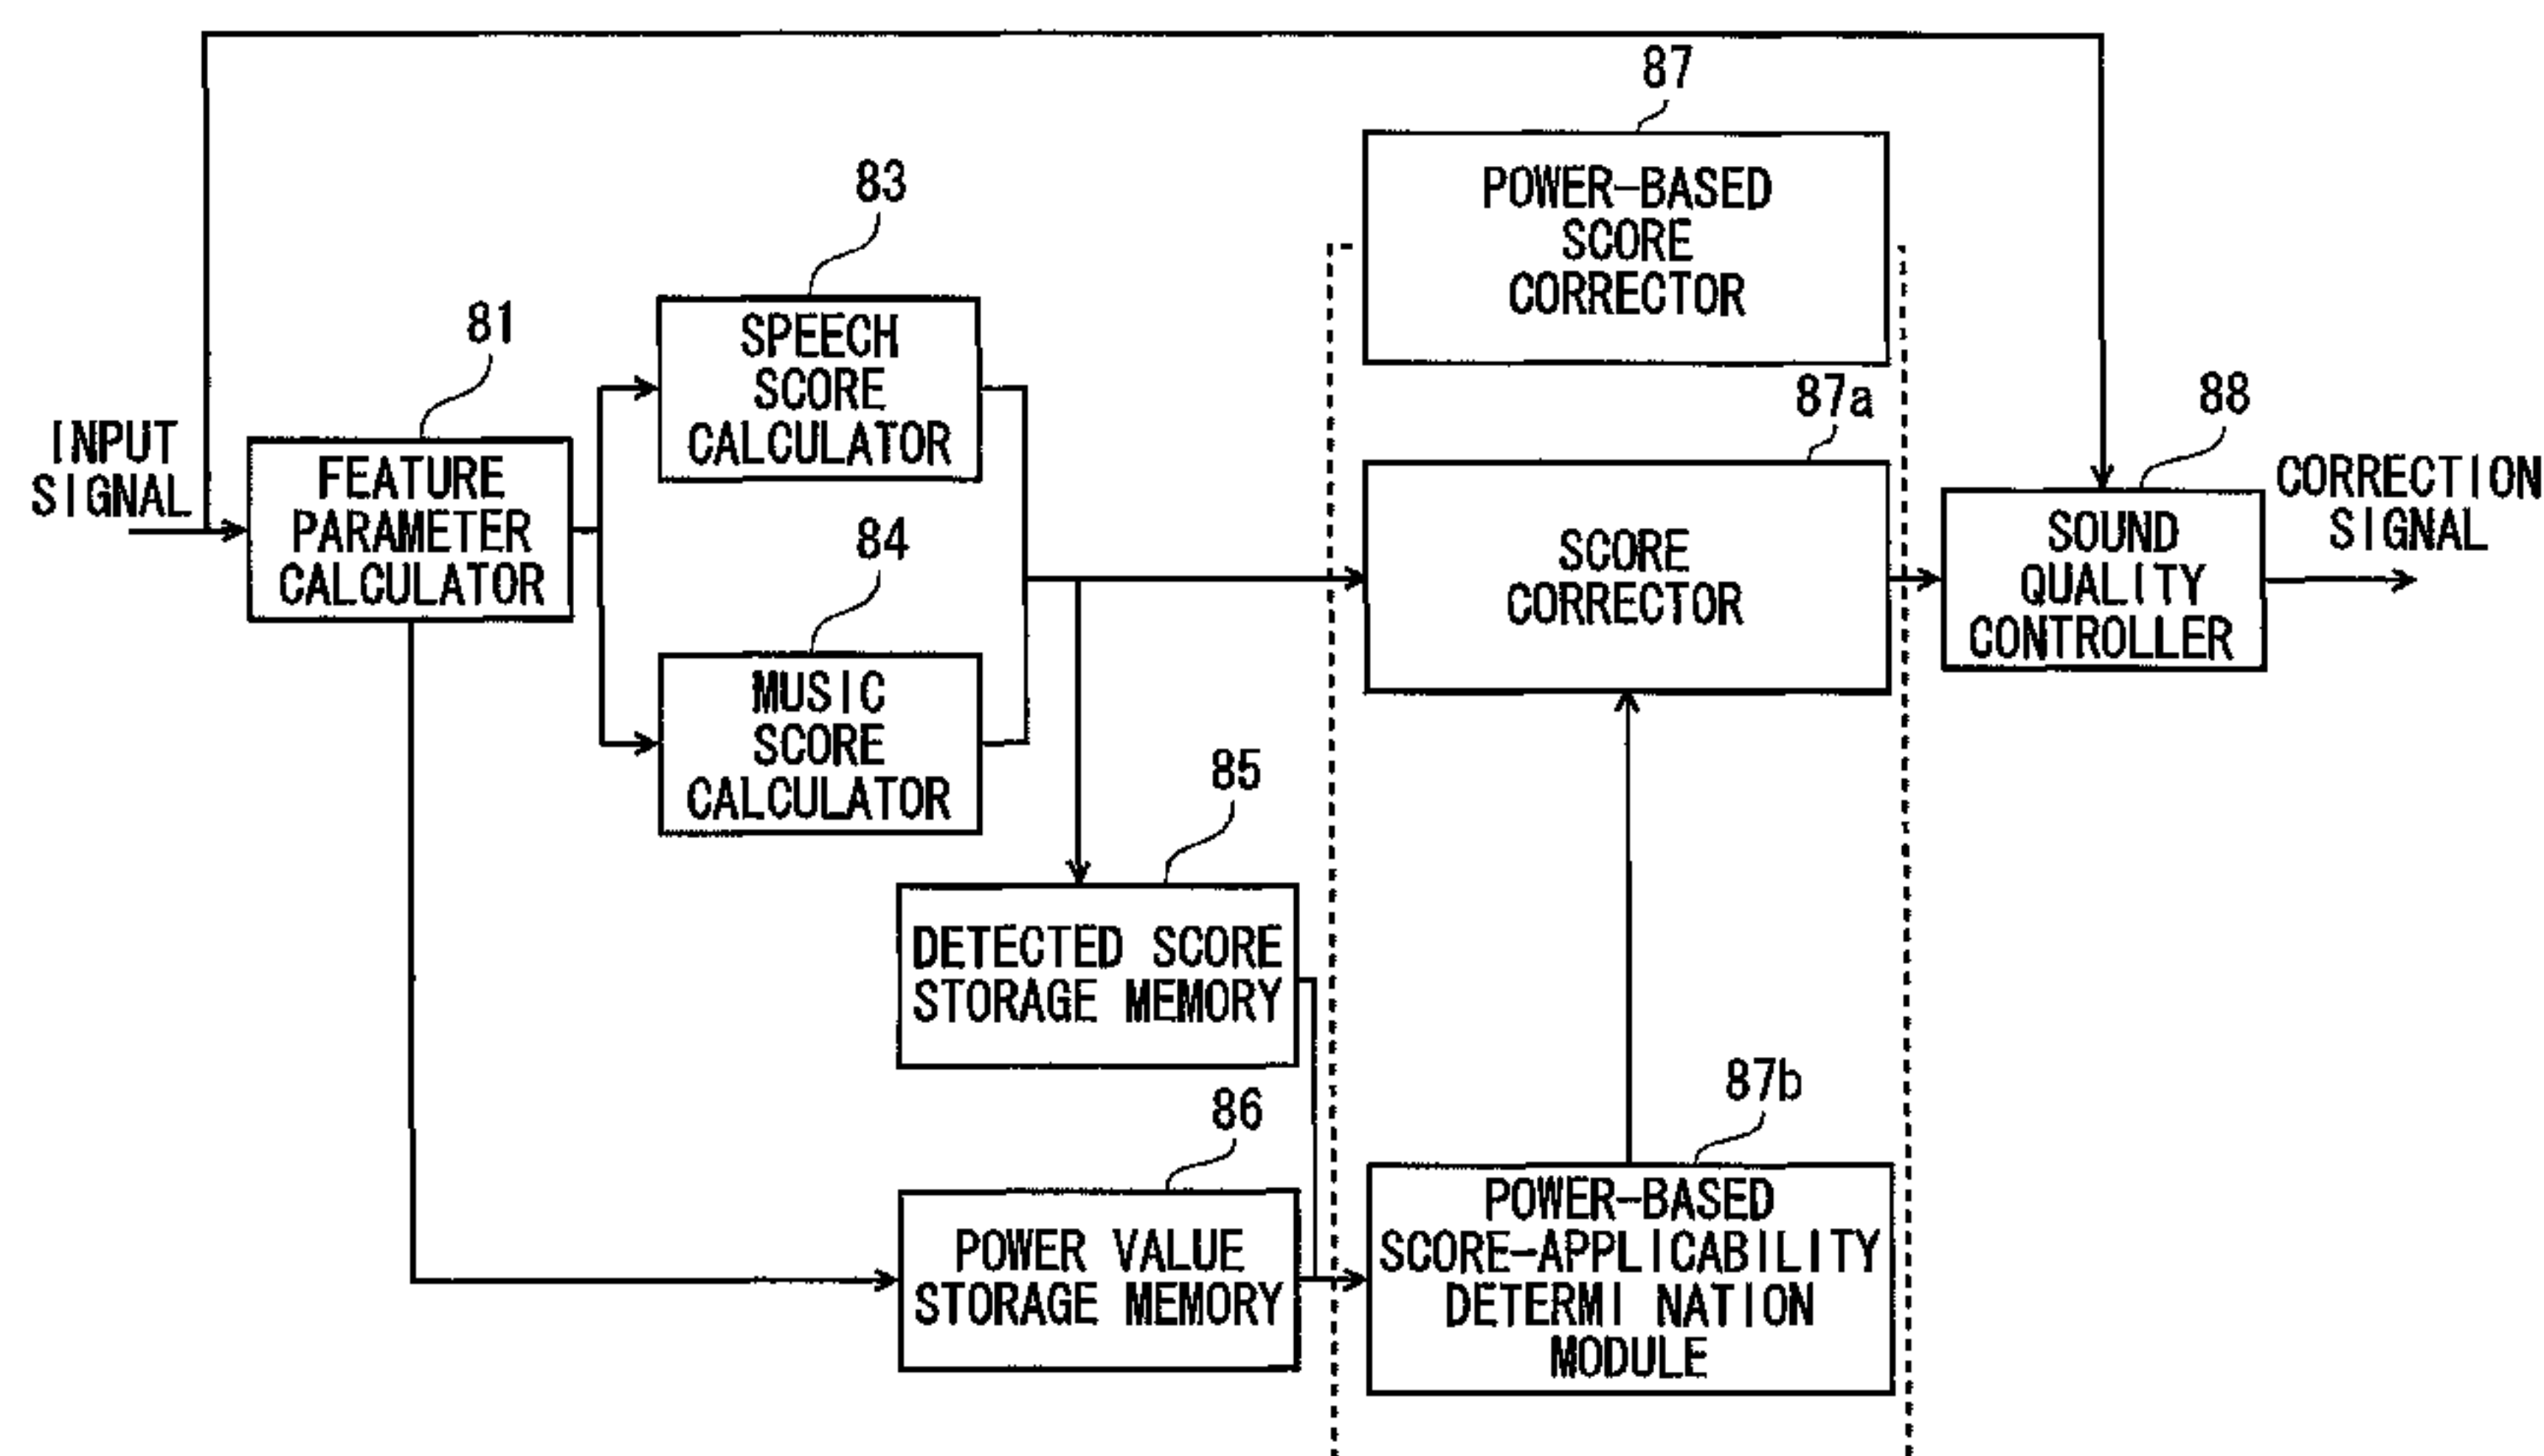 87
POWER-BASED
SCORE
CORRECTOR
83
SPEECH
SCORE
CALCULATOR
81
INPUT
SIGNAL
FEATURE
PARAMETER
CALCULATOR
84
MUSIC
SCORE
CALCULATOR
87a
SCORE
CORRECTOR
88
SOUND
QUALITY
CONTROLLER
CORRECTION
SIGNAL
85
DETECTED SCORE
STORAGE MEMORY
86
POWER VALUE
STORAGE MEMORY
87b
POWER-BASED
SCORE-APPLICABILITY
DETERMI NATION
MODULE